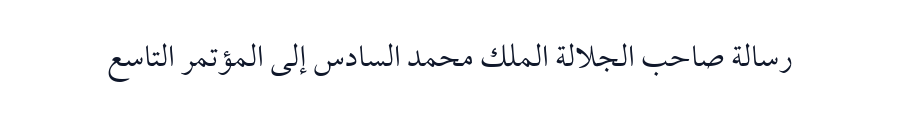 رسالة صاحب الجلالة الملك محمد السادس إلى المؤتمر التاسع